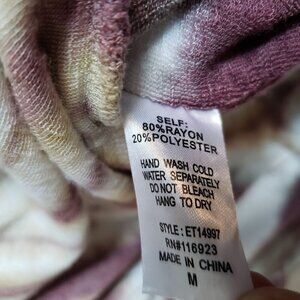 SELF:
80%RAYON
20%POLYESTER
HAND WASH COLD
WATER SEPARATELY
DO NOT BLEACH
HANG TO DRY
STYLE: ET14997
RN#116923
MADE IN CHINA
M